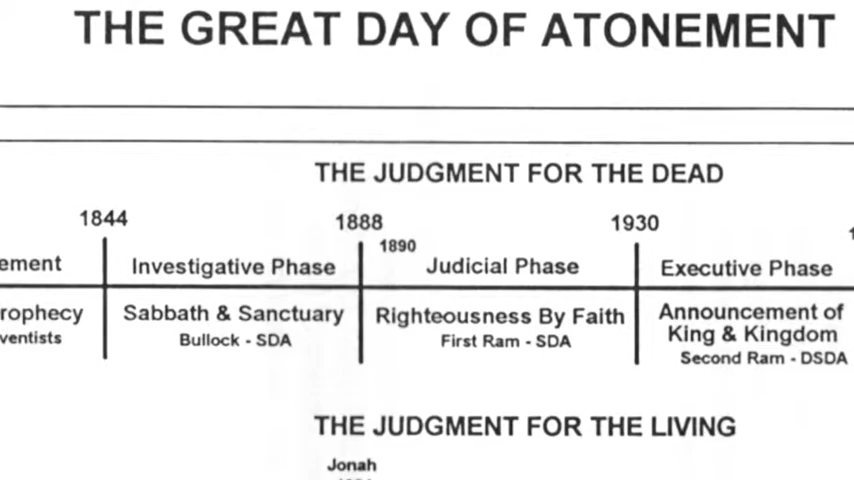 THE GREAT DAY OF ATONEMENT
THE JUDGMENT FOR THE DEAD
1844 1888 1930
1890
ement Investigative Phase Judicial Phase Executive Phase
rophecy Sabbath & Sanctuary Righteousness By Faith Announcement of
King & Kingdom
ventists Bullock - SDA First Ram - SDA Second Ram - DSDA
THE JUDGMENT FOR THE LIVING
Jonah